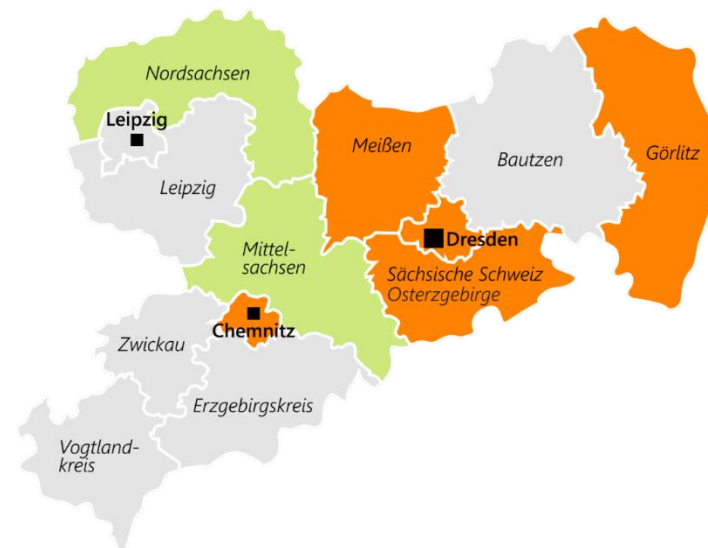 Nordsachsen
Leipzig
Leipzig
Meißen
Bautzen
Görlitz
Mittel-
sachsen
Dresden
Sächsische Schweiz
Osterzgebirge
Chemnitz
Zwickau
Erzgebirgskreis
Vogtland-
kreis